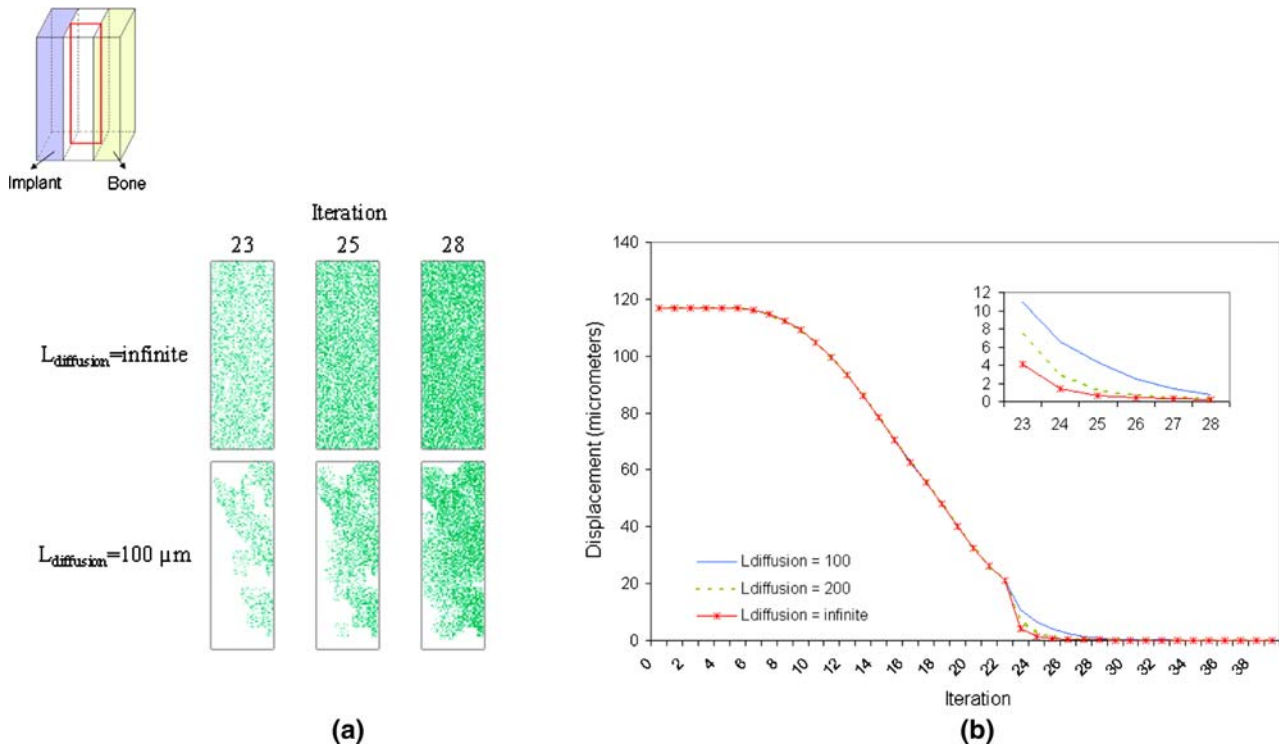 Implant Bone
Iteration
23 25 28
Ldiffusion=infinite
Ldiffusion=100 µm
(a)
Displacement (micrometers)
140
120
100
80
60
40
20
0
12
10
8
6
4
2
0
23 24 25 26 27 28
Ldiffusion = 100
Ldiffusion = 200
Ldiffusion = infinite
0 2 4 6 8 10 12 14 16 18 20 22 24 26 28 30 32 34 36 38
Iteration
(b)